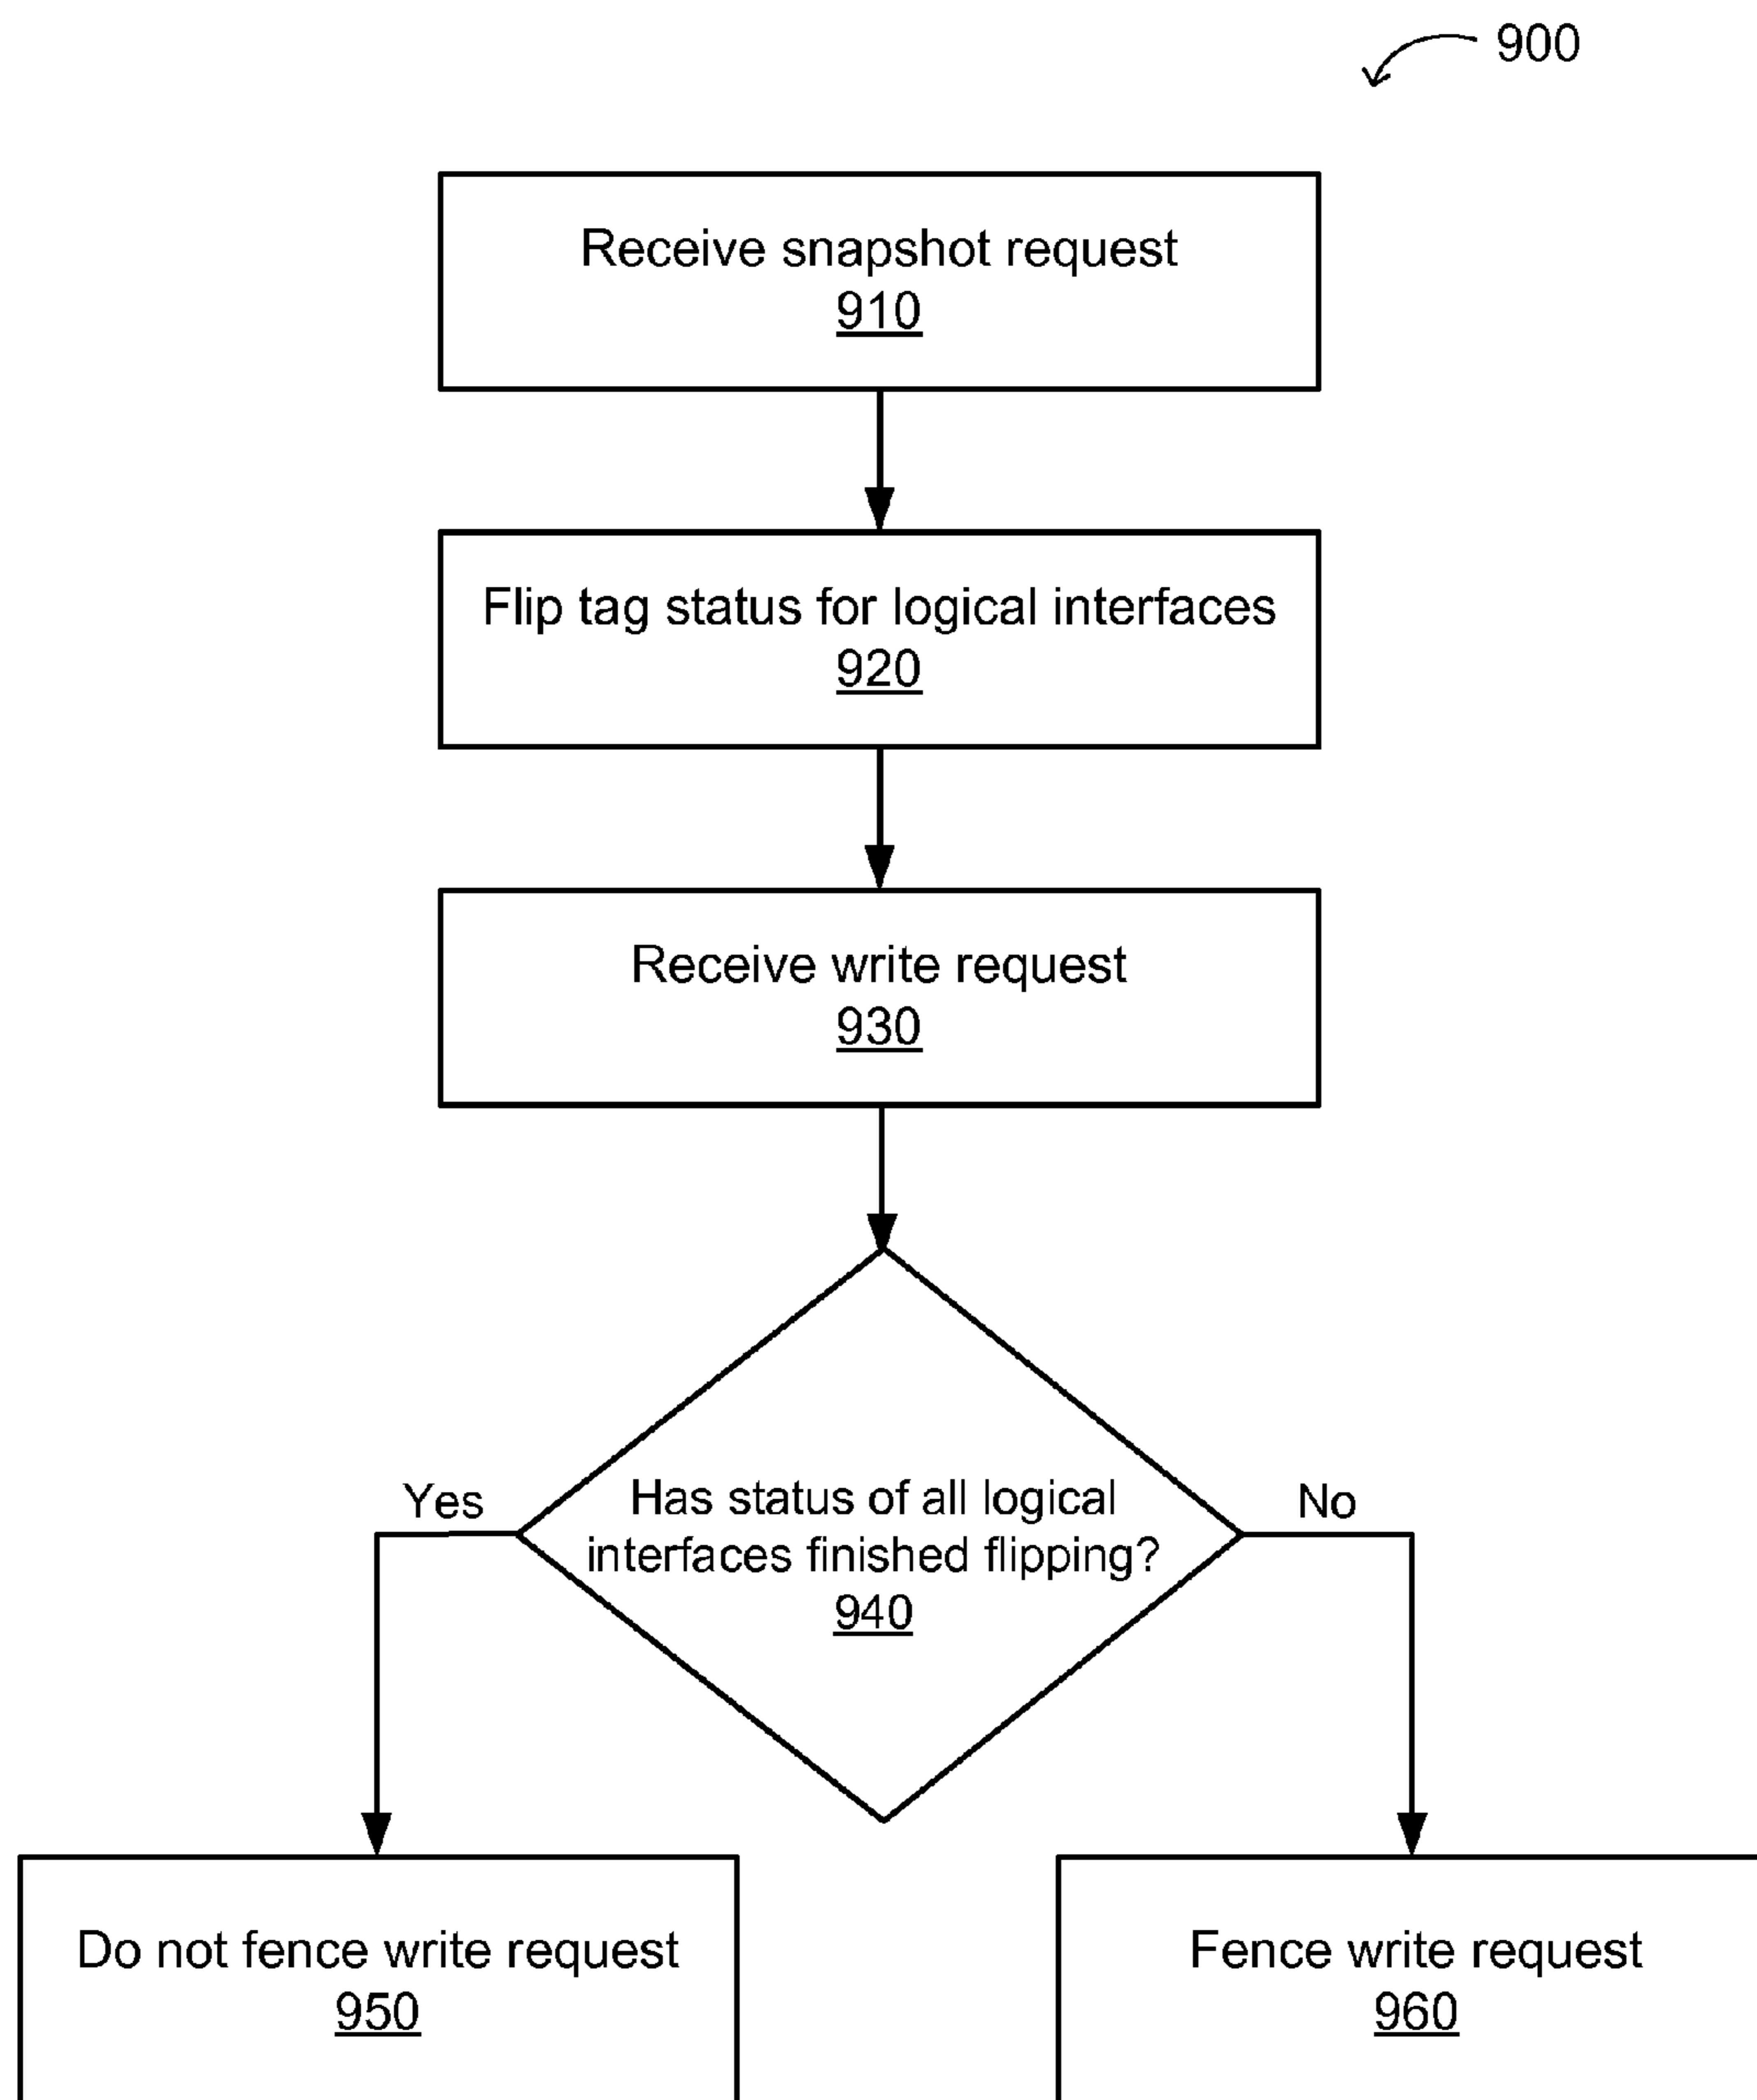 900
Receive snapshot request
910
Flip tag status for logical interfaces
920
Receive write request
930
Has status of all logical
interfaces finished flipping?
940
Yes
No
Do not fence write request
950
Fence write request
960